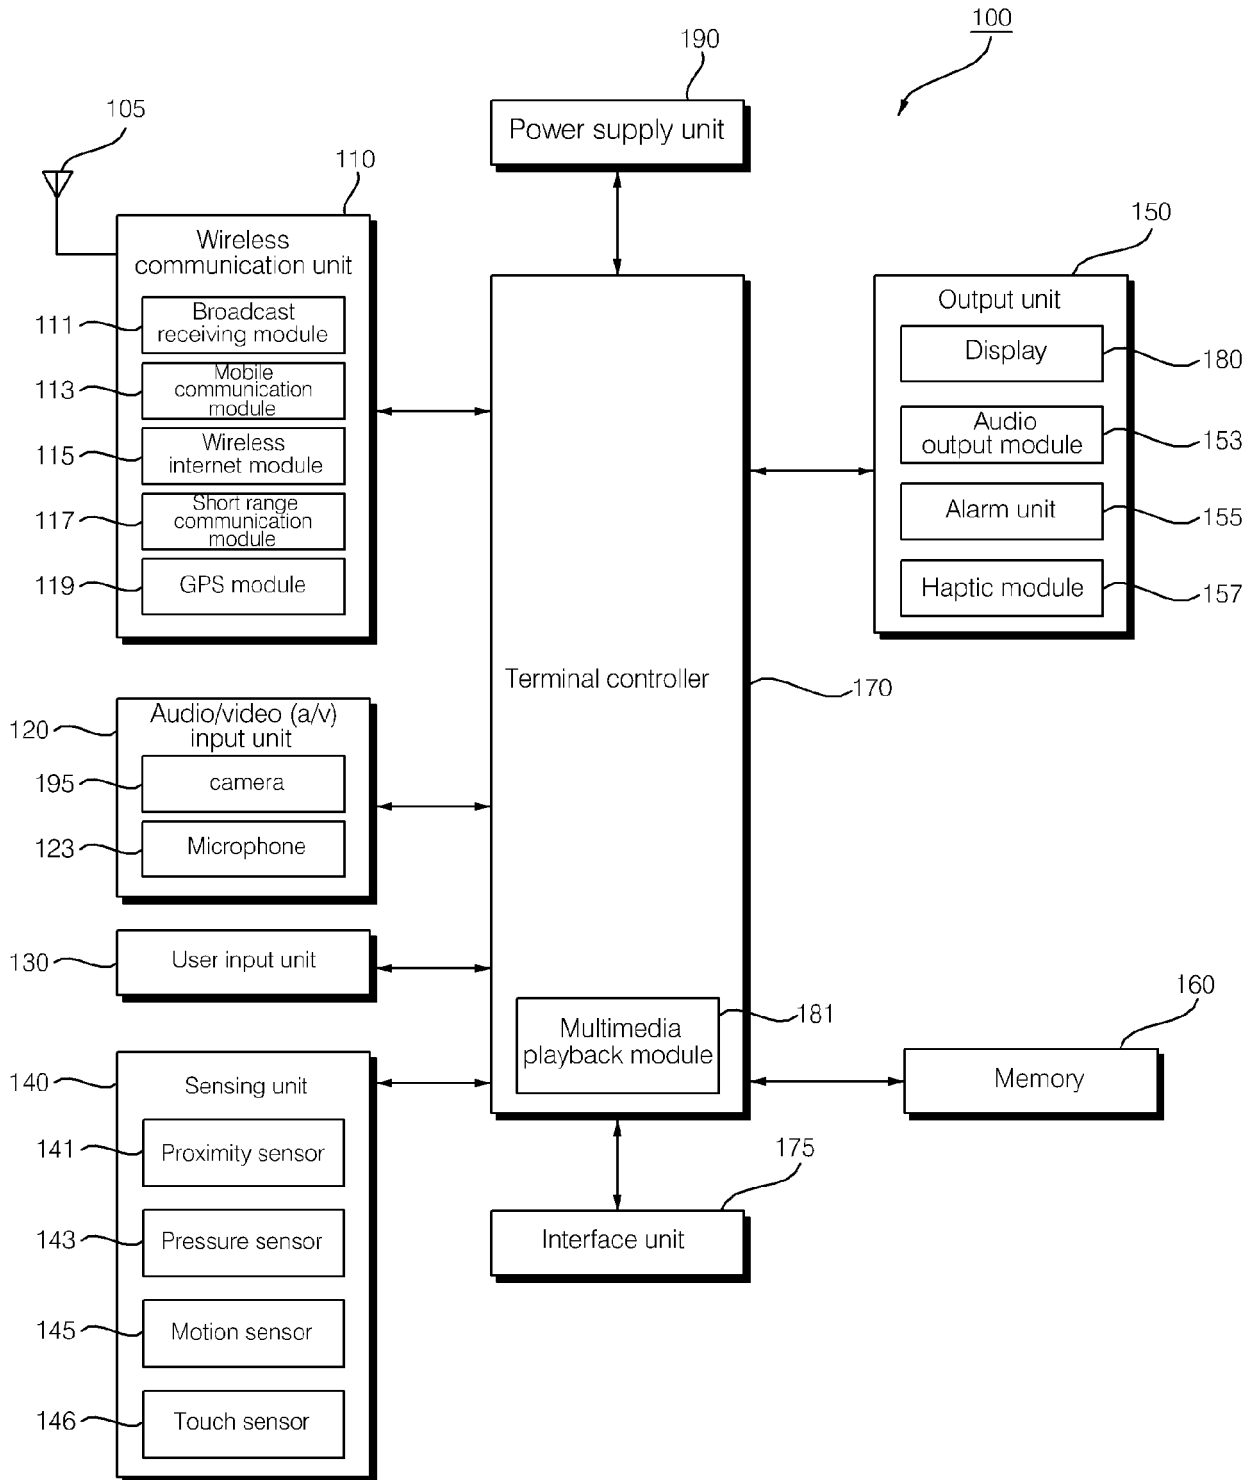 100
190
Power supply unit
105
110
Wireless
communication unit
111
Broadcast
receiving module
113
Mobile
communication
module
115
Wireless
internet module
117
Short range
communication
module
119
GPS module
150
Output unit
Display
180
Audio
output module
153
Alarm unit
155
Haptic module
157
Terminal controller
170
120
Audio/video (a/v)
input unit
195
camera
123
Microphone
130
User input unit
Multimedia
playback module
181
160
Memory
140
Sensing unit
141
Proximity sensor
143
Pressure sensor
145
Motion sensor
146
Touch sensor
175
Interface unit